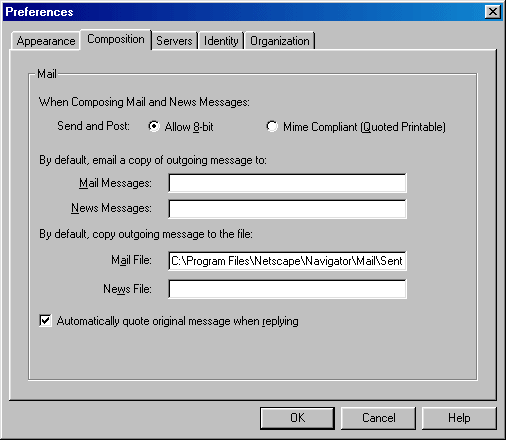 Preferences
Appearance Composition Servers Identity Organization
Mail
When Composing Mail and News Messages:
Send and Post: Allow 8-bit Mime Compliant (Quoted Printable)
By default, email a copy of outgoing message to:
Mail Messages:
News Messages:
By default, copy outgoing message to the file:
Mail File: C:\Program Files\Netscape\Navigator\Mail\Sent
News File:
Automatically quote original message when replying
OK Cancel Help